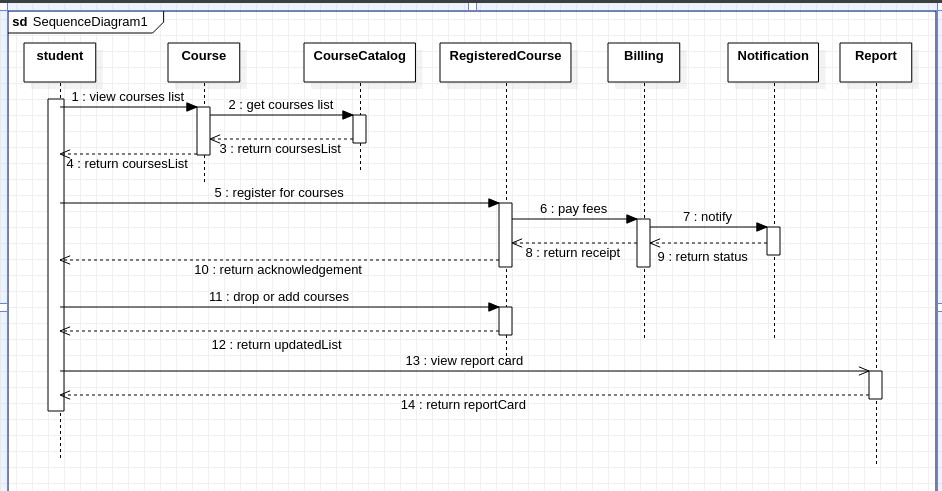 sd SequenceDiagram1
student
Course
CourseCatalog
RegisteredCourse
Billing
Notification
Report
1 : view courses list
2 : get courses list
3 : return coursesList
4 : return coursesList
5 : register for courses
6 : pay fees
7 : notify
8 : return receipt
9 : return status
10 : return acknowledgement
11 : drop or add courses
12 : return updatedList
13 : view report card
14 : return reportCard